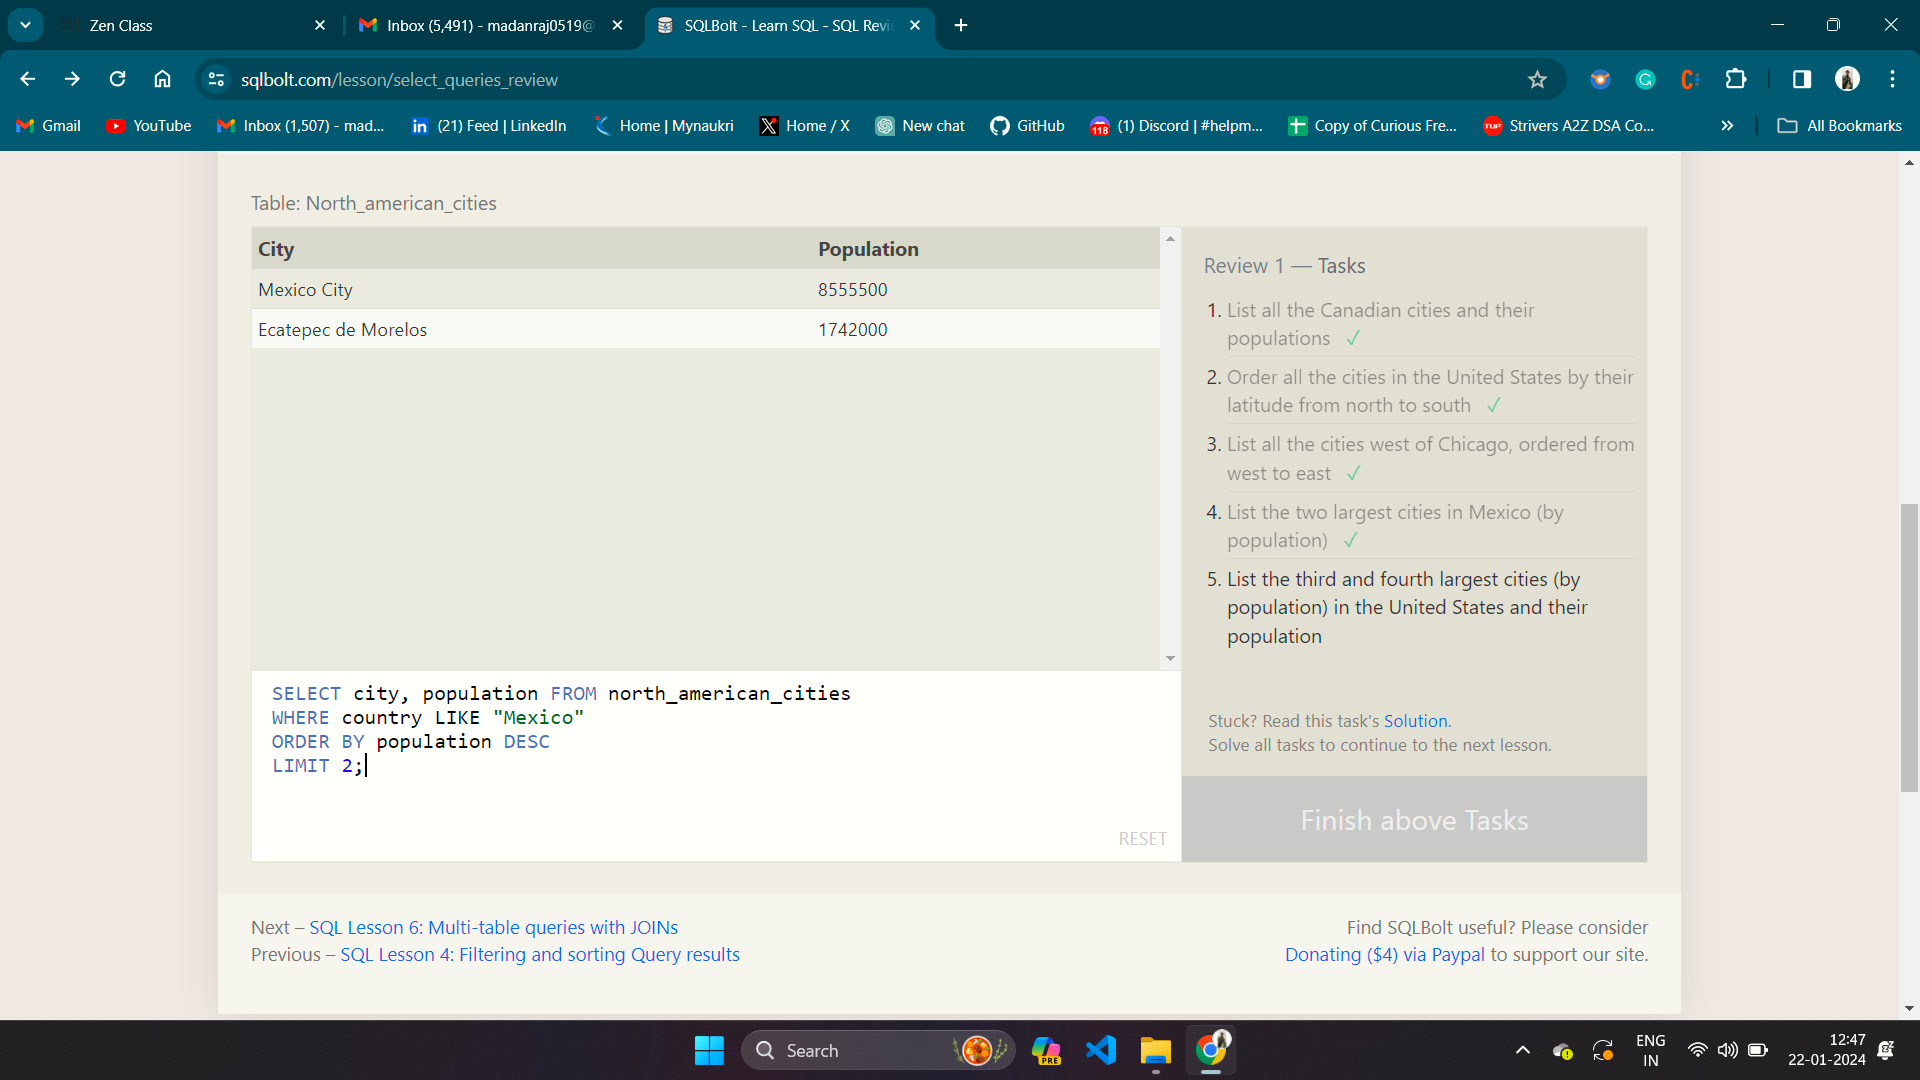 Zen Class
Inbox (5,491) - madanraj0519@
SQLBolt - Learn SQL - SQL Revi
sqlbolt.com/lesson/select_queries_review
Gmail
YouTube
Inbox (1,507) - mad...
(21) Feed | LinkedIn
Home | Mynaukri
Home / X
New chat
GitHub
118
(1) Discord | #helpm...
Copy of Curious Fre...
TUF
Strivers A2Z DSA Co...
All Bookmarks
Table: North_american_cities
City Population
Mexico City 8555500
Ecatepec de Morelos 1742000
SELECT city, population FROM north_american_cities
WHERE country LIKE "Mexico"
ORDER BY population DESC
LIMIT 2;
RESET
Review 1 — Tasks
1. List all the Canadian cities and their
populations ✓
2. Order all the cities in the United States by their
latitude from north to south ✓
3. List all the cities west of Chicago, ordered from
west to east ✓
4. List the two largest cities in Mexico (by
population) ✓
5. List the third and fourth largest cities (by
population) in the United States and their
population
Stuck? Read this task's Solution.
Solve all tasks to continue to the next lesson.
Finish above Tasks
Next – SQL Lesson 6: Multi-table queries with JOINs
Previous – SQL Lesson 4: Filtering and sorting Query results
Find SQLBolt useful? Please consider
Donating ($4) via Paypal to support our site.
Search
PRE
ENG
IN
12:47
22-01-2024